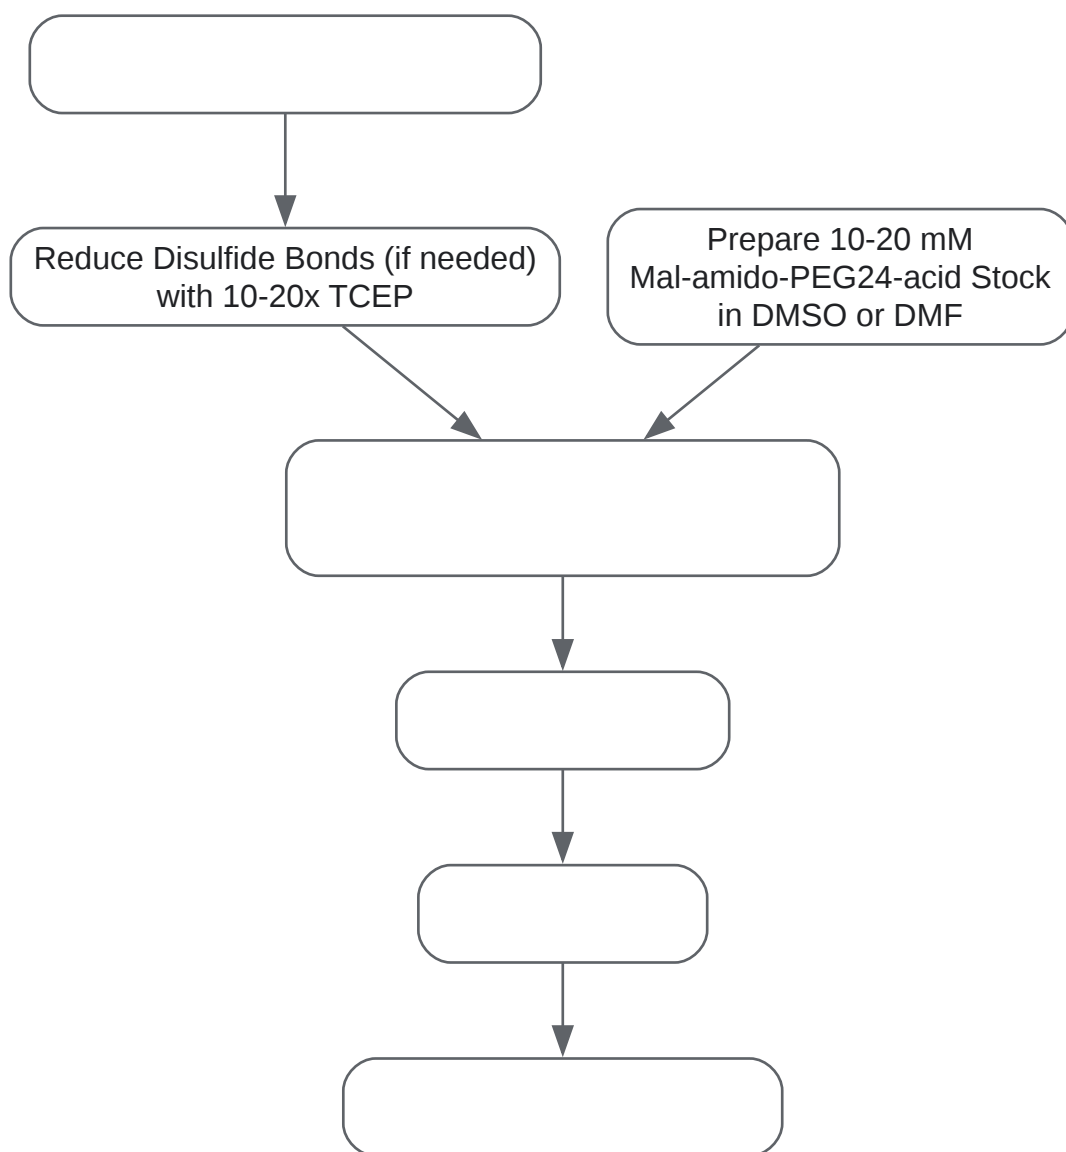 Reduce Disulfide Bonds (if needed)
with 10-20x TCEP
Prepare 10-20 mM
Mal-amido-PEG24-acid Stock
in DMSO or DMF